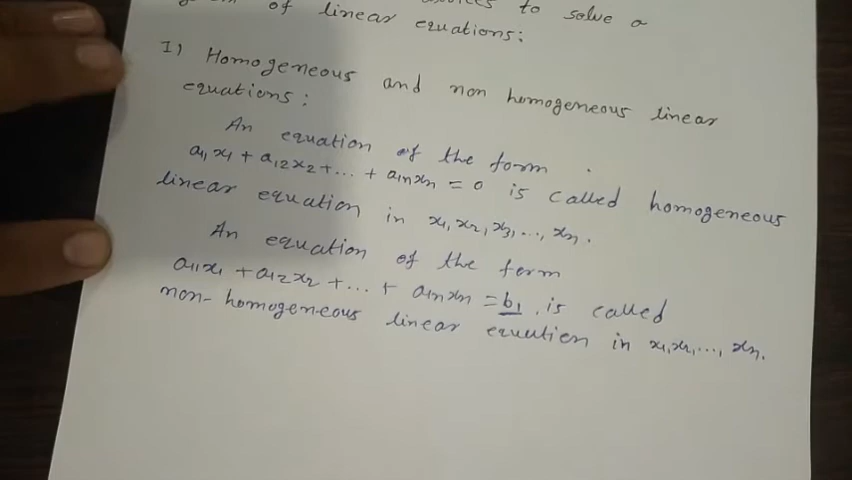 of linear equations:
to solve a
I) Homogeneous and non homogeneous linear
equations:
An equation of the form .
a₁₁x₁ + a₁₂x₂ + ... + a₁ₙxₙ = 0 is called homogeneous
linear equation in x₁, x₂, x₃, ..., xₙ.
An equation of the form
a₁₁x₁ + a₁₂x₂ + ... + a₁ₙxₙ = b₁ . is called
non-homogeneous linear equation in x₁, x₂, ..., xₙ.